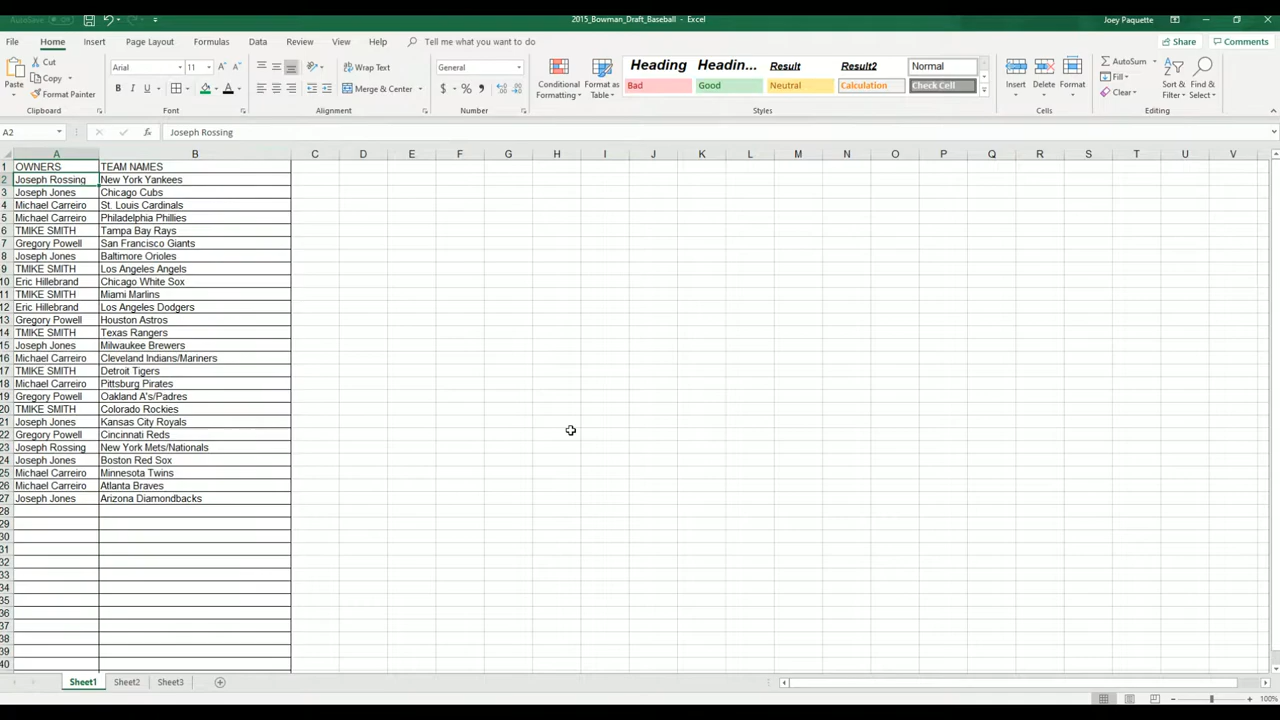 AutoSave Off 2015_Bowman_Draft_Baseball - Excel Joey Paquette
File Home Insert Page Layout Formulas Data Review View Help Tell me what you want to do Share Comments
Cut Arial 11 Wrap Text General Heading Headin... Result Result2 Normal AutoSum
Copy Fill
Paste Format Painter B I U A Merge & Center $ % Conditional Formatting Format as Table Bad Good Neutral Calculation Check Cell Insert Delete Format Clear Sort & Filter Find & Select
Clipboard Font Alignment Number Styles Cells Editing
A2 fx Joseph Rossing
A B C D E F G H I J K L M N O P Q R S T U V
1 OWNERS TEAM NAMES
2 Joseph Rossing New York Yankees
3 Joseph Jones Chicago Cubs
4 Michael Carreiro St. Louis Cardinals
5 Michael Carreiro Philadelphia Phillies
6 TMIKE SMITH Tampa Bay Rays
7 Gregory Powell San Francisco Giants
8 Joseph Jones Baltimore Orioles
9 TMIKE SMITH Los Angeles Angels
10 Eric Hillebrand Chicago White Sox
11 TMIKE SMITH Miami Marlins
12 Eric Hillebrand Los Angeles Dodgers
13 Gregory Powell Houston Astros
14 TMIKE SMITH Texas Rangers
15 Joseph Jones Milwaukee Brewers
16 Michael Carreiro Cleveland Indians/Mariners
17 TMIKE SMITH Detroit Tigers
18 Michael Carreiro Pittsburg Pirates
19 Gregory Powell Oakland A's/Padres
20 TMIKE SMITH Colorado Rockies
21 Joseph Jones Kansas City Royals
22 Gregory Powell Cincinnati Reds
23 Joseph Rossing New York Mets/Nationals
24 Joseph Jones Boston Red Sox
25 Michael Carreiro Minnesota Twins
26 Michael Carreiro Atlanta Braves
27 Joseph Jones Arizona Diamondbacks
28
29
30
31
32
33
34
35
36
37
38
39
40
Sheet1 Sheet2 Sheet3
100%